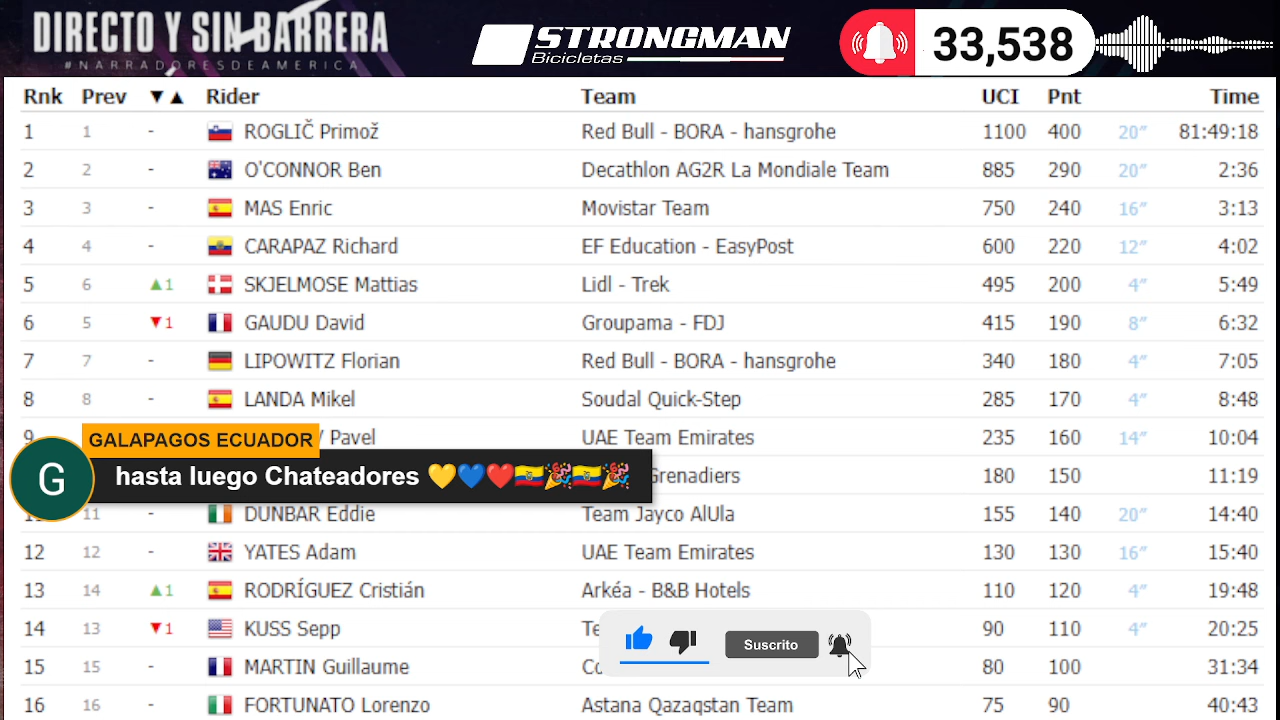 DIRECTO Y SIN BARRERA
#NARRADORESDEAMERICA
STRONGMAN
Bicicletas
33,538
Rnk Prev ▼▲ Rider Team UCI Pnt Time
1 1 - ROGLIČ Primož Red Bull - BORA - hansgrohe 1100 400 20″ 81:49:18
2 2 - O'CONNOR Ben Decathlon AG2R La Mondiale Team 885 290 20″ 2:36
3 3 - MAS Enric Movistar Team 750 240 16″ 3:13
4 4 - CARAPAZ Richard EF Education - EasyPost 600 220 12″ 4:02
5 6 ▲1 SKJELMOSE Mattias Lidl - Trek 495 200 4″ 5:49
6 5 ▼1 GAUDU David Groupama - FDJ 415 190 8″ 6:32
7 7 - LIPOWITZ Florian Red Bull - BORA - hansgrohe 340 180 4″ 7:05
8 8 - LANDA Mikel Soudal Quick-Step 285 170 4″ 8:48
9 Pavel UAE Team Emirates 235 160 14″ 10:04
GALAPAGOS ECUADOR
G
hasta luego Chateadores 💛💙❤️🇪🇨🎉🇪🇨🎉
Grenadiers 180 150 11:19
11 11 - DUNBAR Eddie Team Jayco AlUla 155 140 20″ 14:40
12 12 - YATES Adam UAE Team Emirates 130 130 16″ 15:40
13 14 ▲1 RODRÍGUEZ Cristián Arkéa - B&B Hotels 110 120 4″ 19:48
14 13 ▼1 KUSS Sepp 90 110 4″ 20:25
Suscrito
15 15 - MARTIN Guillaume 80 100 31:34
16 16 - FORTUNATO Lorenzo Astana Qazaqstan Team 75 90 40:43